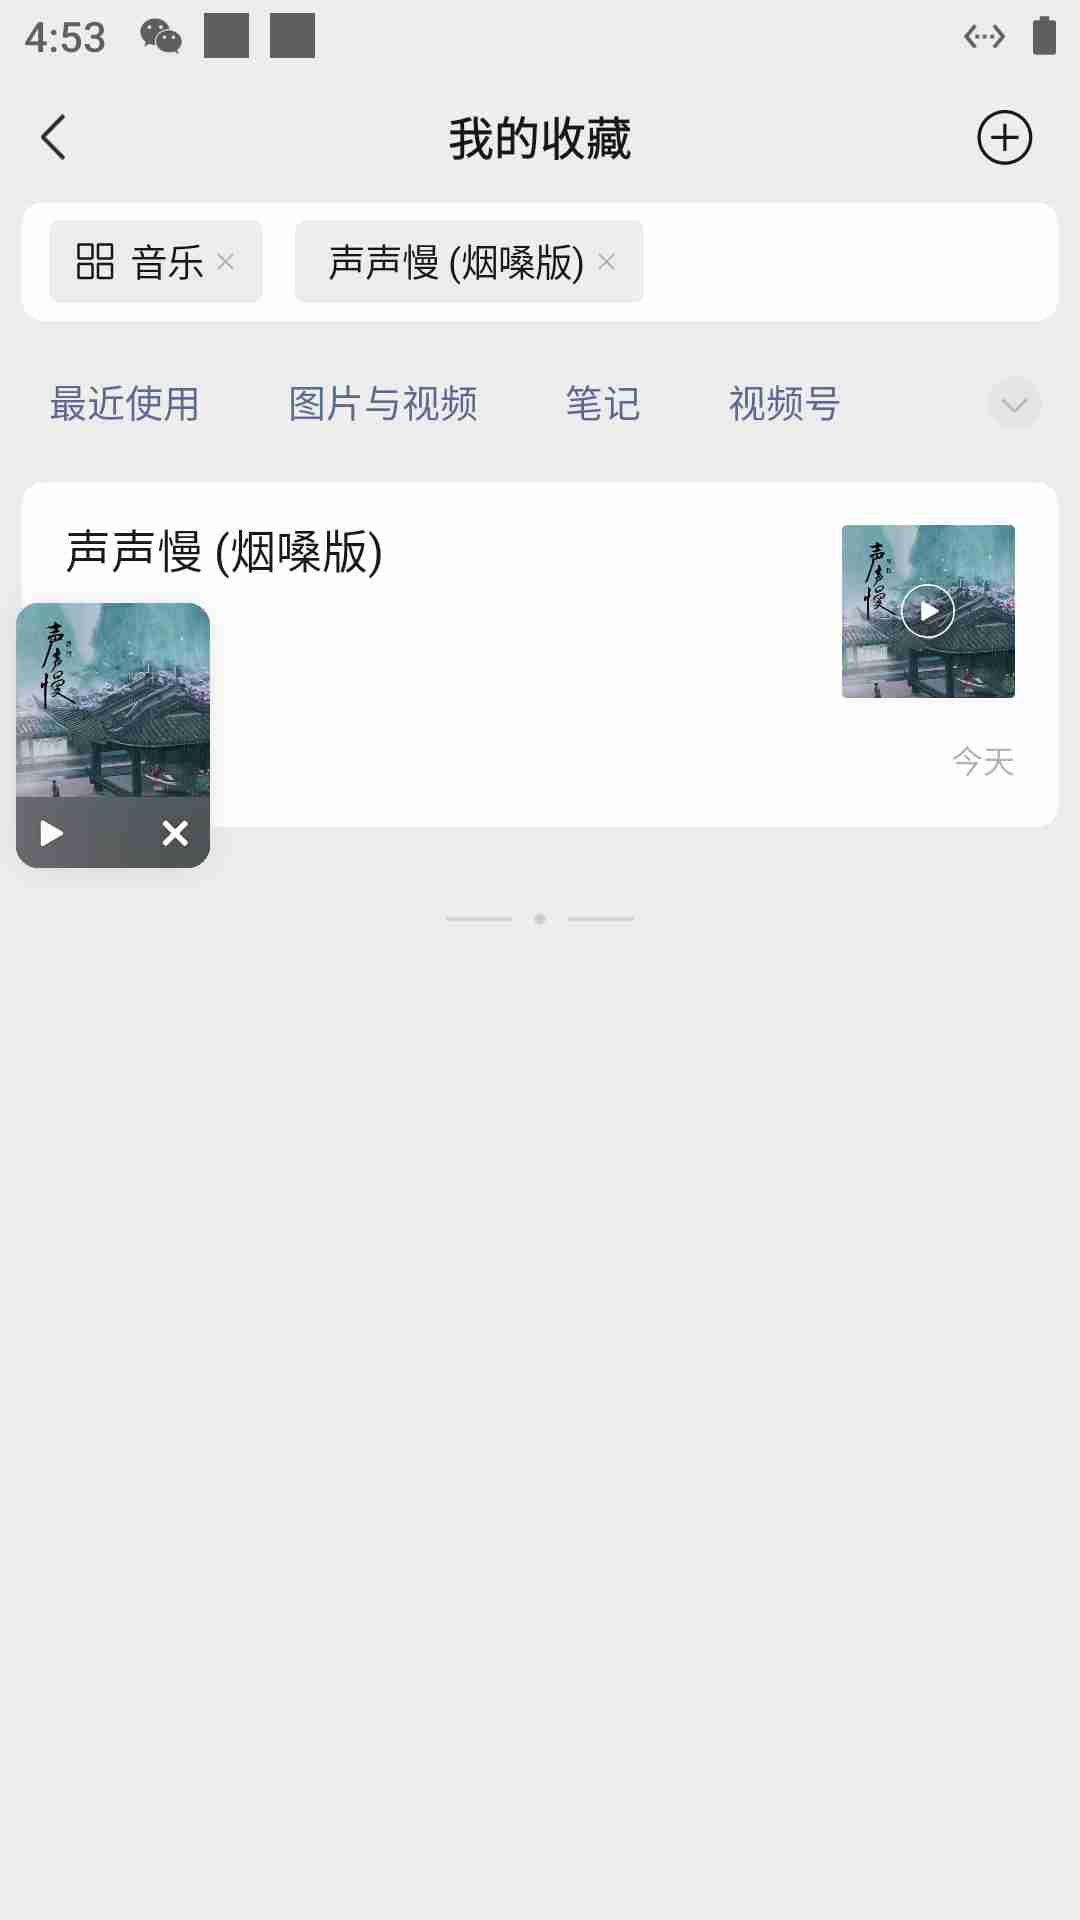 4:53
我的收藏
音乐
声声慢 (烟嗓版)
最近使用 图片与视频 笔记 视频号
声声慢 (烟嗓版)
声声慢
声声慢
今天